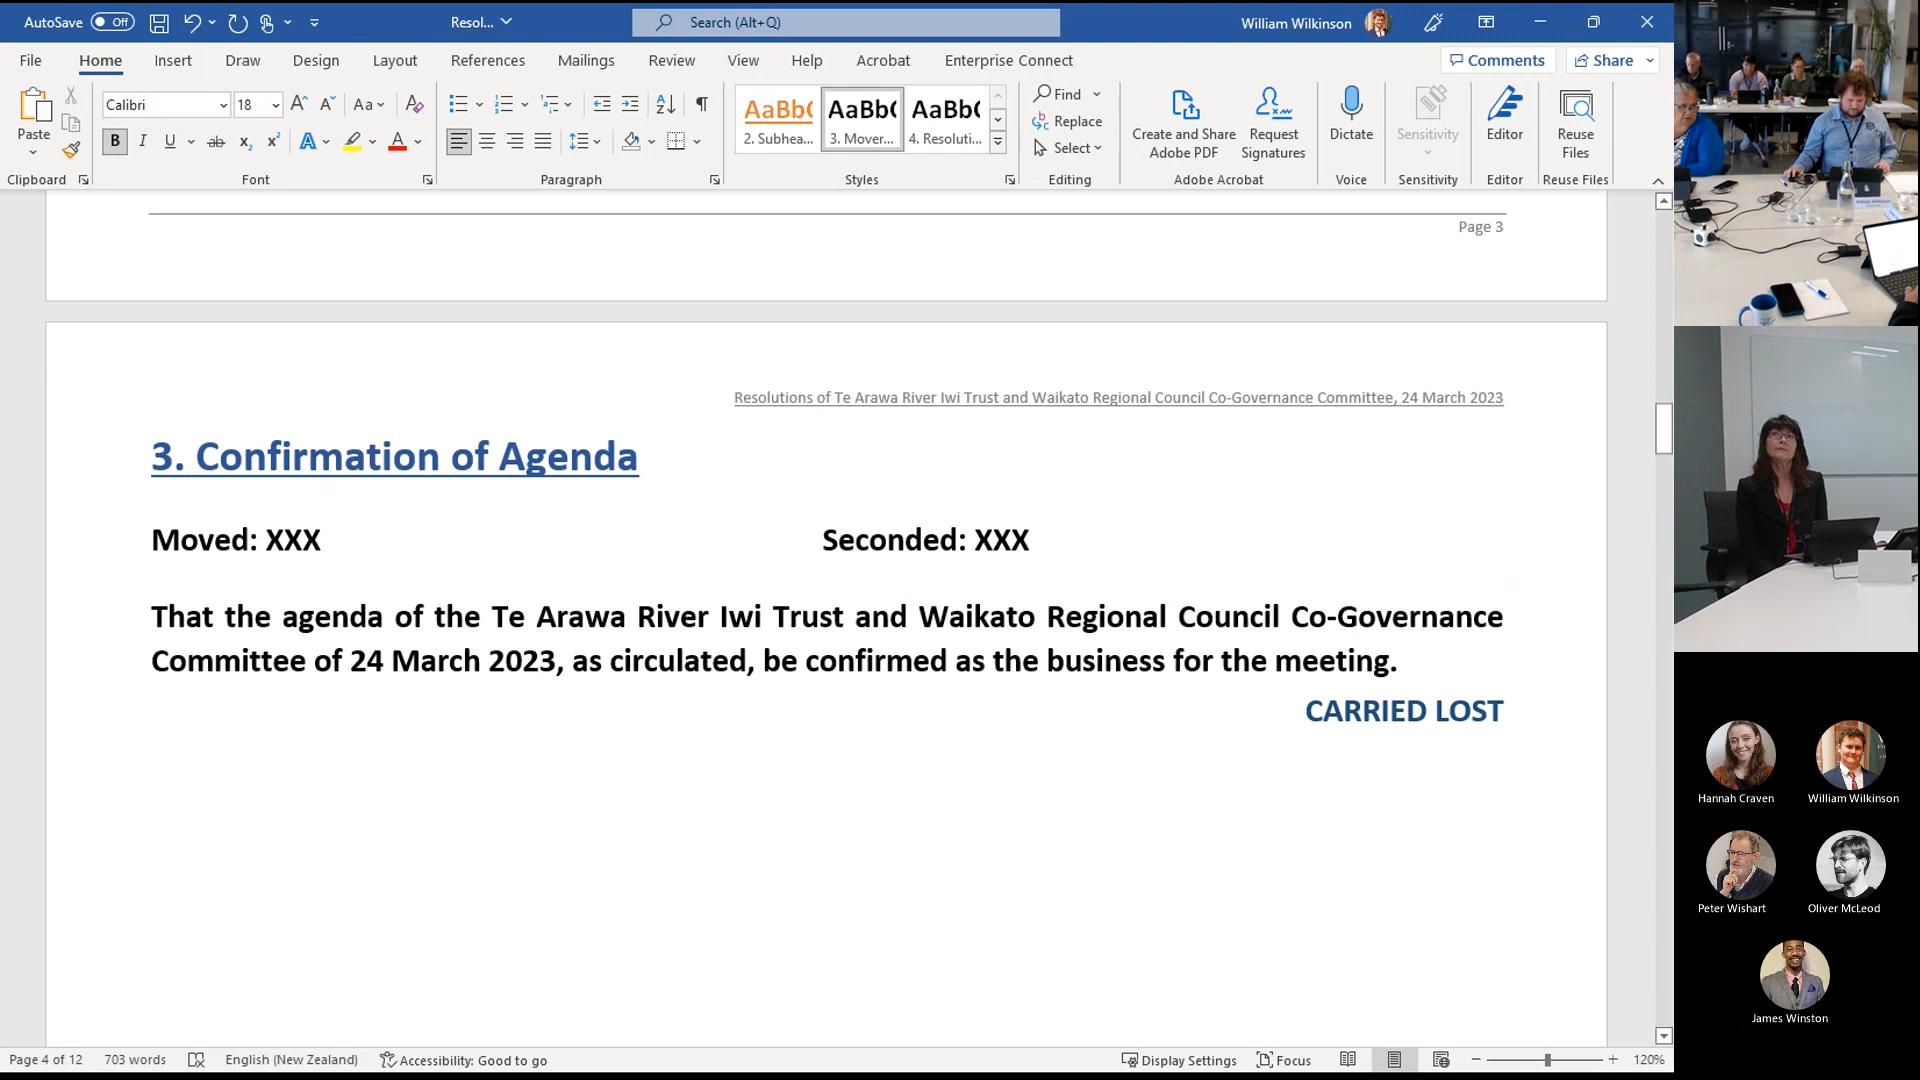 AutoSave Off Resol... Search (Alt+Q) William Wilkinson
File Home Insert Draw Design Layout References Mailings Review View Help Acrobat Enterprise Connect Comments Share
Paste Calibri 18 Aa AaBbC AaBbC AaBbC Find Replace Select
B I U ab x₂ x² A A 2. Subhea... 3. Mover... 4. Resoluti...
Create and Share Adobe PDF Request Signatures Dictate Sensitivity Editor Reuse Files
Clipboard Font Paragraph Styles Editing Adobe Acrobat Voice Sensitivity Editor Reuse Files
Page 3
Resolutions of Te Arawa River Iwi Trust and Waikato Regional Council Co-Governance Committee, 24 March 2023
3. Confirmation of Agenda
Moved: XXX Seconded: XXX
That the agenda of the Te Arawa River Iwi Trust and Waikato Regional Council Co-Governance
Committee of 24 March 2023, as circulated, be confirmed as the business for the meeting.
CARRIED LOST
Hannah Craven William Wilkinson
Peter Wishart Oliver McLeod
James Winston
Page 4 of 12 703 words English (New Zealand) Accessibility: Good to go Display Settings Focus 120%